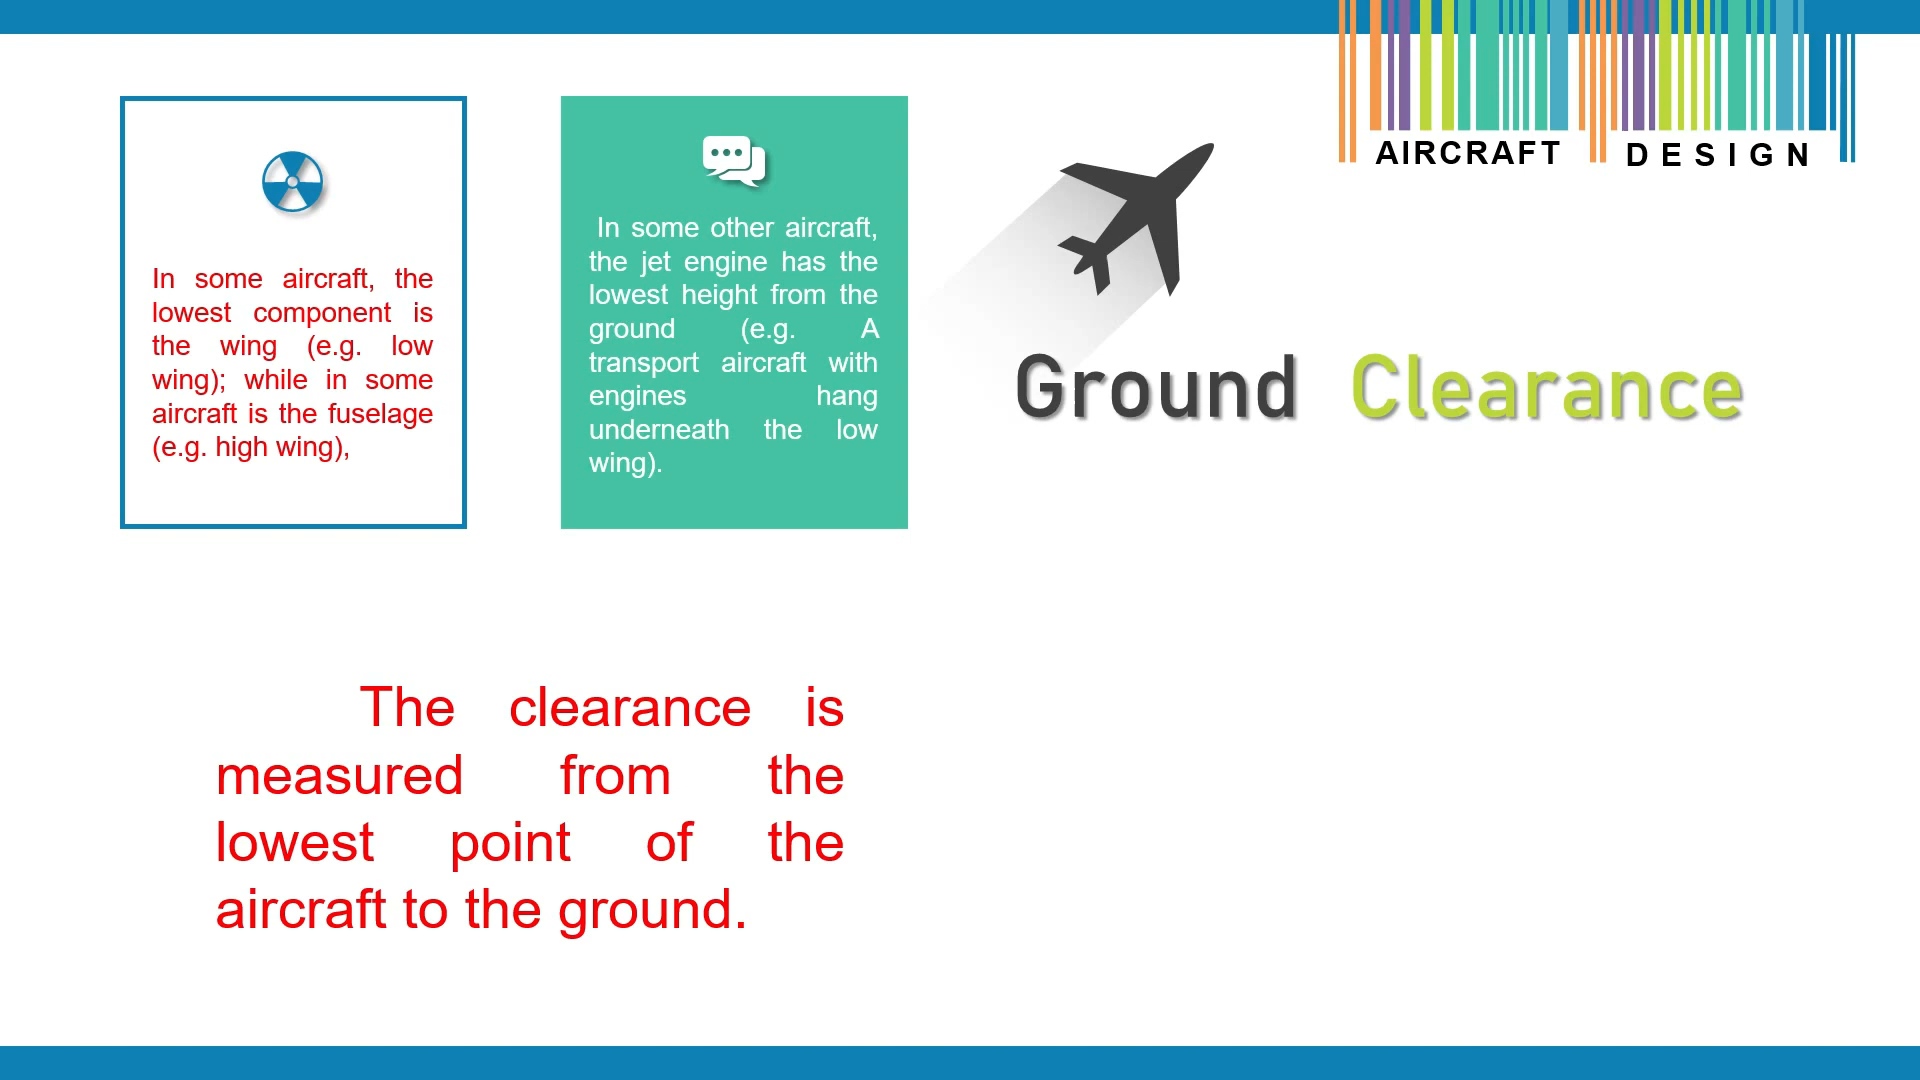 AIRCRAFT DESIGN
In some aircraft, the
lowest component is
the wing (e.g. low
wing); while in some
aircraft is the fuselage
(e.g. high wing),
In some other aircraft,
the jet engine has the
lowest height from the
ground (e.g. A
transport aircraft with
engines hang
underneath the low
wing).
Ground Clearance
The clearance is
measured from the
lowest point of the
aircraft to the ground.